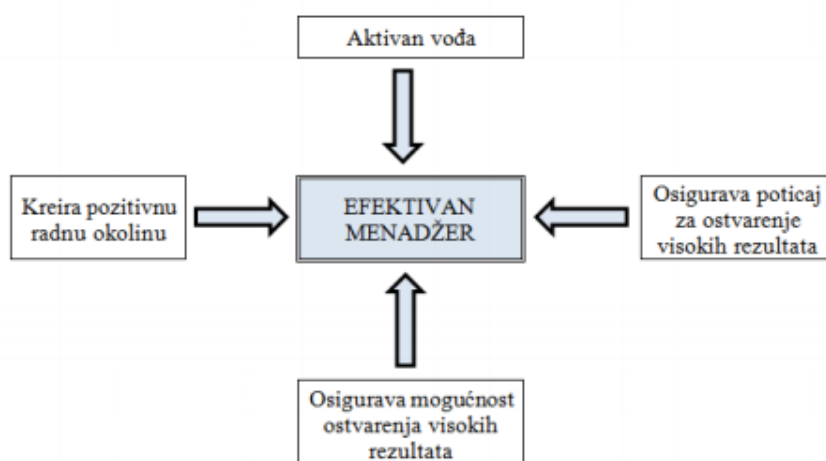 Aktivan vođa
Kreira pozitivnu
radnu okolinu
EFEKTIVAN
MENADŽER
Osigurava poticaj
za ostvarenje
visokih rezultata
Osigurava mogućnost
ostvarenja visokih
rezultata